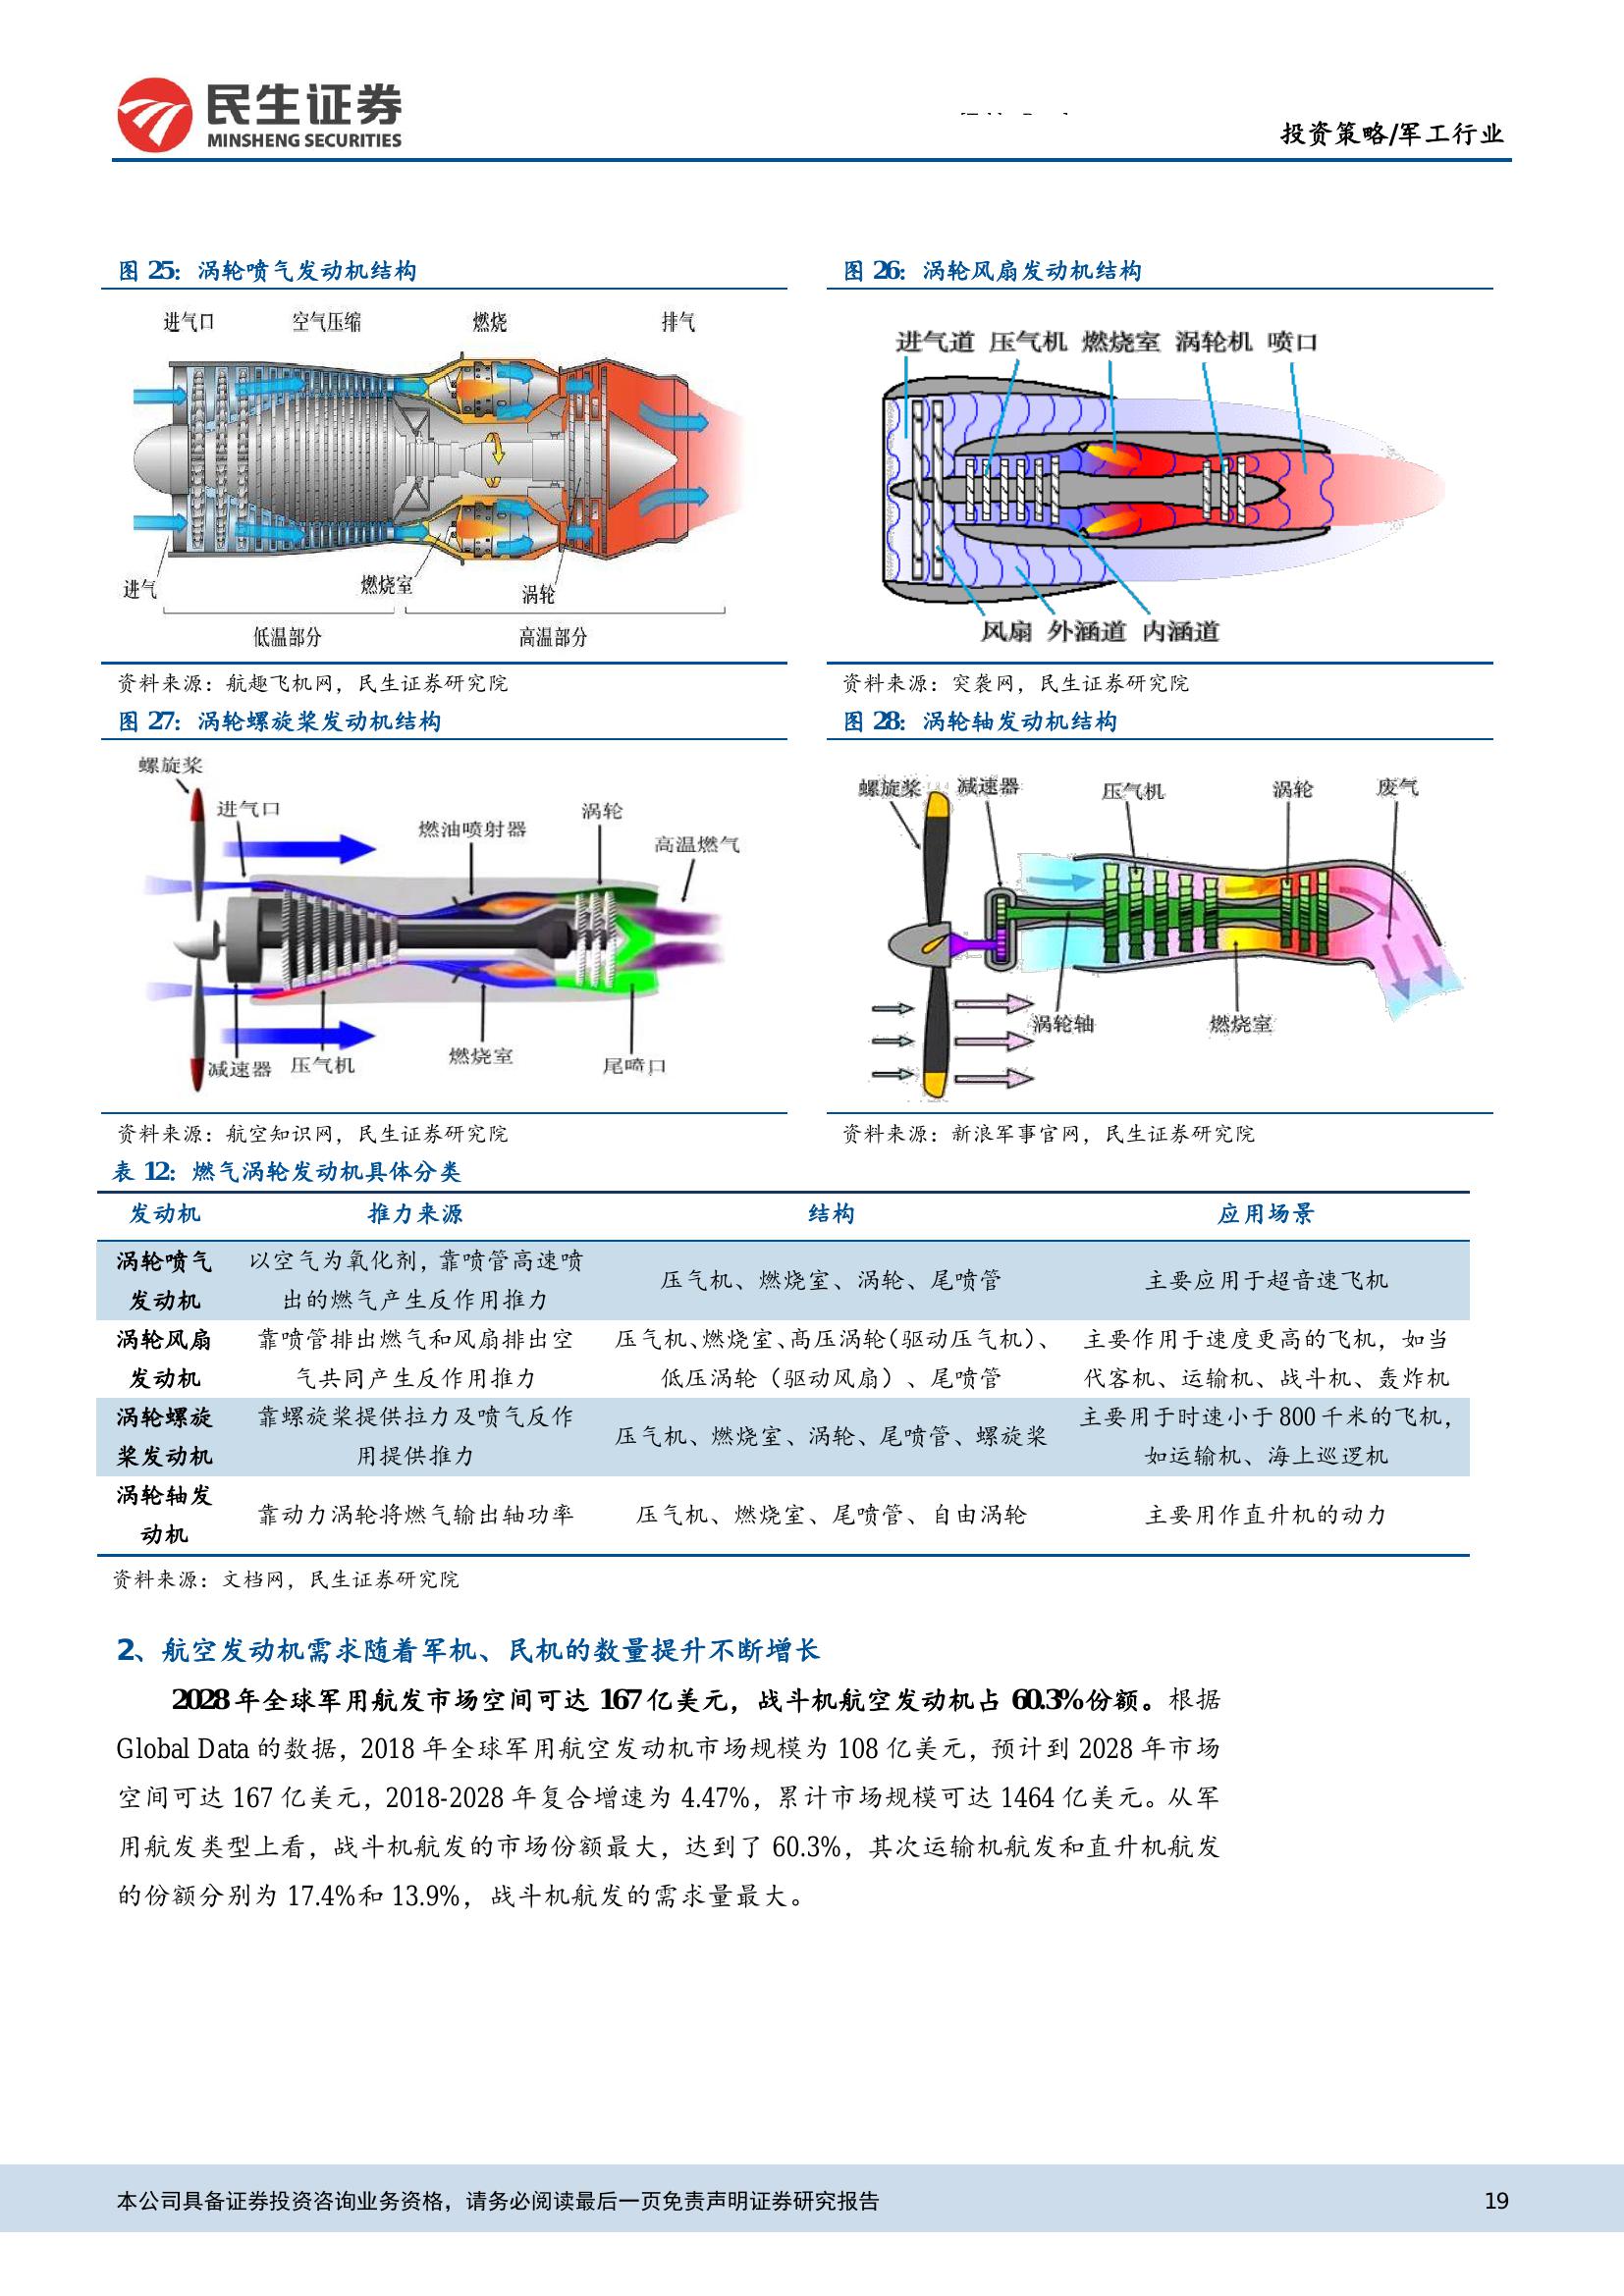 民生证券
MINSHENG SECURITIES
投资策略/军工行业
图 25：涡轮喷气发动机结构
进气口 空气压缩 燃烧 排气
进气 燃烧室 涡轮
低温部分 高温部分
资料来源：航趣飞机网，民生证券研究院
图 26：涡轮风扇发动机结构
进气道 压气机 燃烧室 涡轮机 喷口
风扇 外涵道 内涵道
资料来源：突袭网，民生证券研究院
图 27：涡轮螺旋桨发动机结构
螺旋桨
进气口
燃油喷射器
涡轮
高温燃气
减速器 压气机 燃烧室 尾喷口
资料来源：航空知识网，民生证券研究院
图 28：涡轮轴发动机结构
螺旋桨 减速器 压气机 涡轮 废气
涡轮轴 燃烧室
资料来源：新浪军事官网，民生证券研究院
表 12：燃气涡轮发动机具体分类
发动机 推力来源 结构 应用场景
涡轮喷气
发动机
以空气为氧化剂，靠喷管高速喷
出的燃气产生反作用推力
压气机、燃烧室、涡轮、尾喷管
主要应用于超音速飞机
涡轮风扇
发动机
靠喷管排出燃气和风扇排出空
气共同产生反作用推力
压气机、燃烧室、高压涡轮（驱动压气机）、
低压涡轮（驱动风扇）、尾喷管
主要作用于速度更高的飞机，如当
代客机、运输机、战斗机、轰炸机
涡轮螺旋
桨发动机
靠螺旋桨提供拉力及喷气反作
用提供推力
压气机、燃烧室、涡轮、尾喷管、螺旋桨
主要用于时速小于 800 千米的飞机，
如运输机、海上巡逻机
涡轮轴发
动机
靠动力涡轮将燃气输出轴功率
压气机、燃烧室、尾喷管、自由涡轮
主要用作直升机的动力
资料来源：文档网，民生证券研究院
2、航空发动机需求随着军机、民机的数量提升不断增长
2028 年全球军用航发市场空间可达 167 亿美元，战斗机航空发动机占 60.3%份额。根据
Global Data 的数据，2018 年全球军用航空发动机市场规模为 108 亿美元，预计到 2028 年市场
空间可达 167 亿美元，2018-2028 年复合增速为 4.47%，累计市场规模可达 1464 亿美元。从军
用航发类型上看，战斗机航发的市场份额最大，达到了 60.3%，其次运输机航发和直升机航发
的份额分别为 17.4%和 13.9%，战斗机航发的需求量最大。
本公司具备证券投资咨询业务资格，请务必阅读最后一页免责声明证券研究报告 19